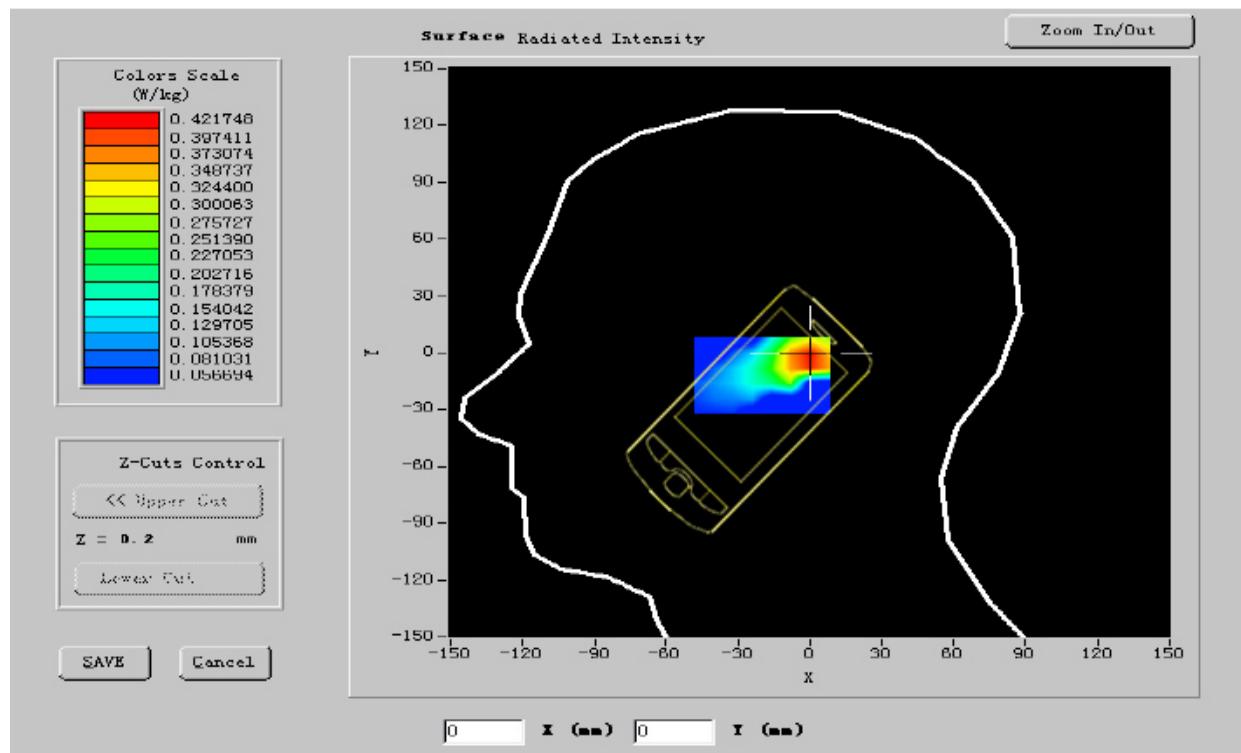 Surface Radiated Intensity
Zoom In/Out
Colors Scale
(W/kg)
0.421748
0.397411
0.373074
0.348737
0.324400
0.300063
0.275727
0.251390
0.227053
0.202716
0.178379
0.154042
0.129705
0.105368
0.081031
0.056694
Z-Cuts Control
<< Upper Cut
Z = 0.2 mm
Lower Cut
SAVE
Cancel
150
120
90
60
30
0
-30
-60
-90
-120
-150
Y
-150 -120 -90 -60 -30 0 30 60 90 120 150
X
0 X (mm) 0 Y (mm)